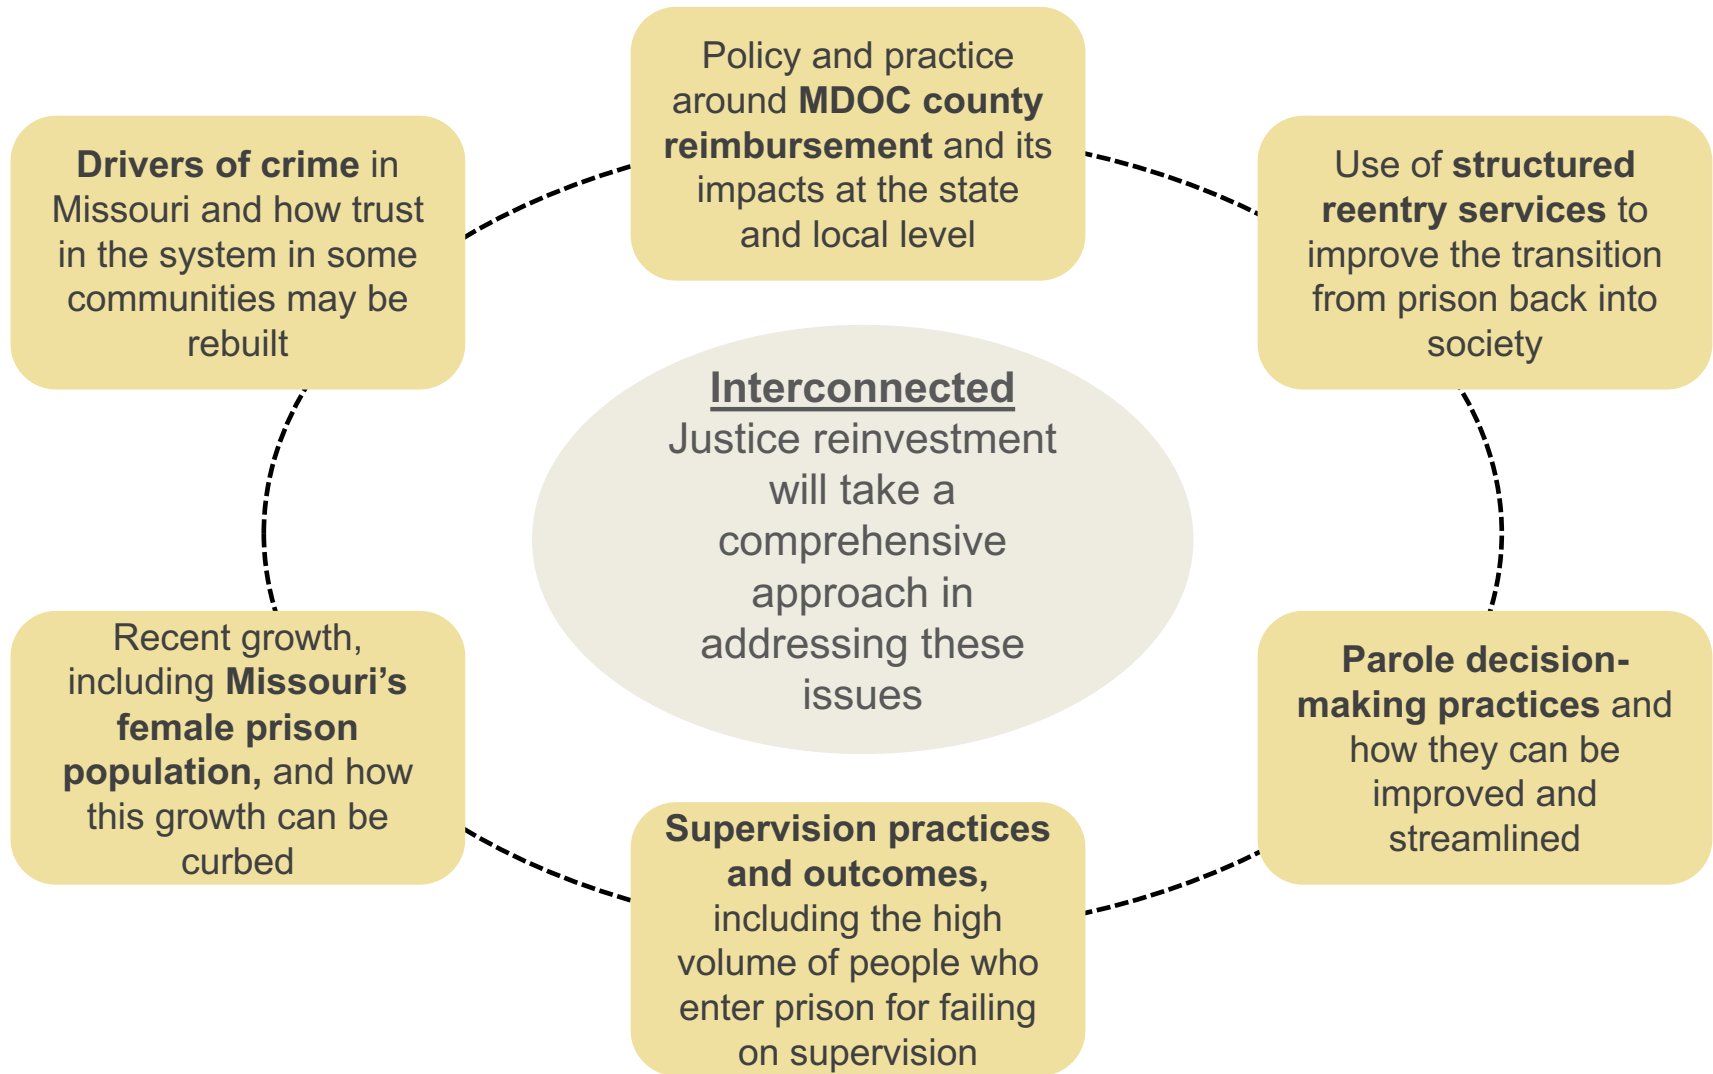 Policy and practice
around MDOC county
reimbursement and its
impacts at the state
and local level
Use of structured
reentry services to
improve the transition
from prison back into
society
Parole decision-
making practices and
how they can be
improved and
streamlined
Supervision practices
and outcomes,
including the high
volume of people who
enter prison for failing
on supervision
Recent growth,
including Missouri’s
female prison
population, and how
this growth can be
curbed
Drivers of crime in
Missouri and how trust
in the system in some
communities may be
rebuilt
Interconnected
Justice reinvestment
will take a
comprehensive
approach in
addressing these
issues